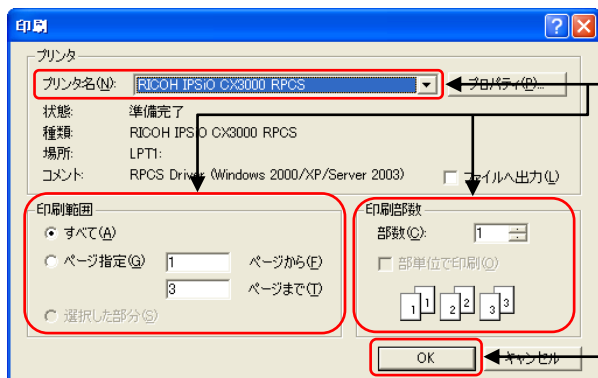 印刷
プリンタ
プリンタ名(N): RICOH IPSiO CX3000 RPCS プロパティ(P)...
状態: 準備完了
種類: RICOH IPSiO CX3000 RPCS
場所: LPT1:
コメント: RPCS Driver (Windows 2000/XP/Server 2003) ファイルへ出力(L)
印刷範囲
すべて(A)
ページ指定(G) 1 ページから(F)
3 ページまで(T)
選択した部分(S)
印刷部数
部数(C): 1
部単位で印刷(O)
1 1 2 2 3 3
OK キャンセル